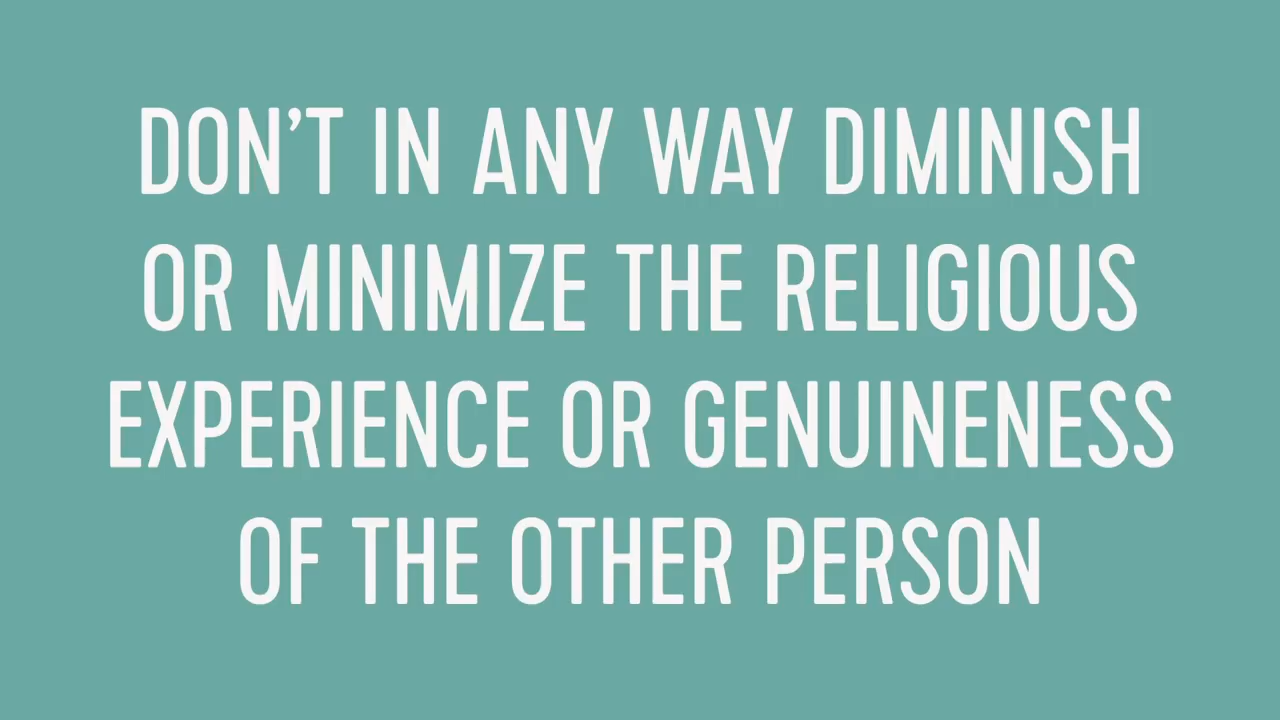 DON'T IN ANY WAY DIMINISH
OR MINIMIZE THE RELIGIOUS
EXPERIENCE OR GENUINENESS
OF THE OTHER PERSON